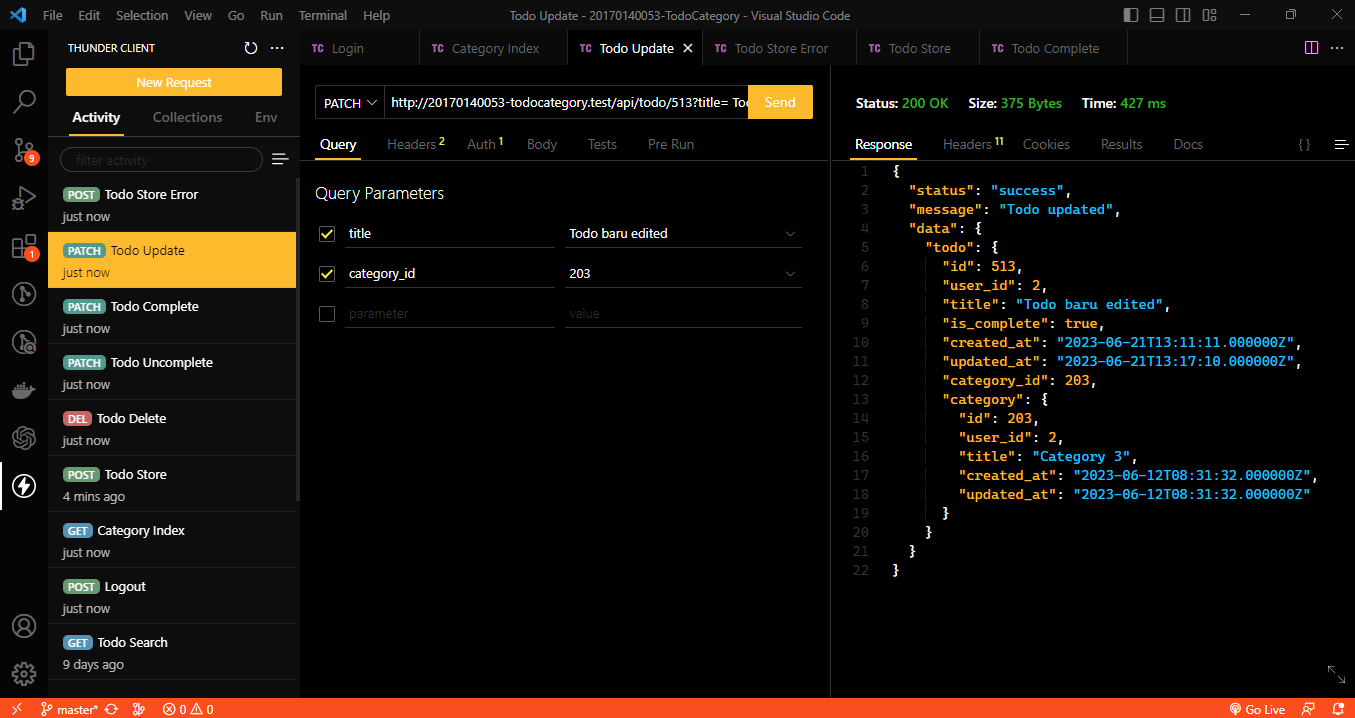 File Edit Selection View Go Run Terminal Help
Todo Update - 20170140053-TodoCategory - Visual Studio Code
THUNDER CLIENT
New Request
Activity Collections Env
filter activity
POST Todo Store Error
just now
PATCH Todo Update
just now
PATCH Todo Complete
just now
PATCH Todo Uncomplete
just now
DEL Todo Delete
just now
POST Todo Store
4 mins ago
GET Category Index
just now
POST Logout
just now
GET Todo Search
9 days ago
9
1
TC Login
TC Category Index
TC Todo Update
TC Todo Store Error
TC Todo Store
TC Todo Complete
PATCH http://20170140053-todocategory.test/api/todo/513?title= Too Send
Query Headers 2 Auth 1 Body Tests Pre Run
Query Parameters
title Todo baru edited
category_id 203
parameter value
Status: 200 OK Size: 375 Bytes Time: 427 ms
Response Headers 11 Cookies Results Docs { }
1 {
2 "status": "success",
3 "message": "Todo updated",
4 "data": {
5 "todo": {
6 "id": 513,
7 "user_id": 2,
8 "title": "Todo baru edited",
9 "is_complete": true,
10 "created_at": "2023-06-21T13:11:11.000000Z",
11 "updated_at": "2023-06-21T13:17:10.000000Z",
12 "category_id": 203,
13 "category": {
14 "id": 203,
15 "user_id": 2,
16 "title": "Category 3",
17 "created_at": "2023-06-12T08:31:32.000000Z",
18 "updated_at": "2023-06-12T08:31:32.000000Z"
19 }
20 }
21 }
22 }
master* 0 0 Go Live